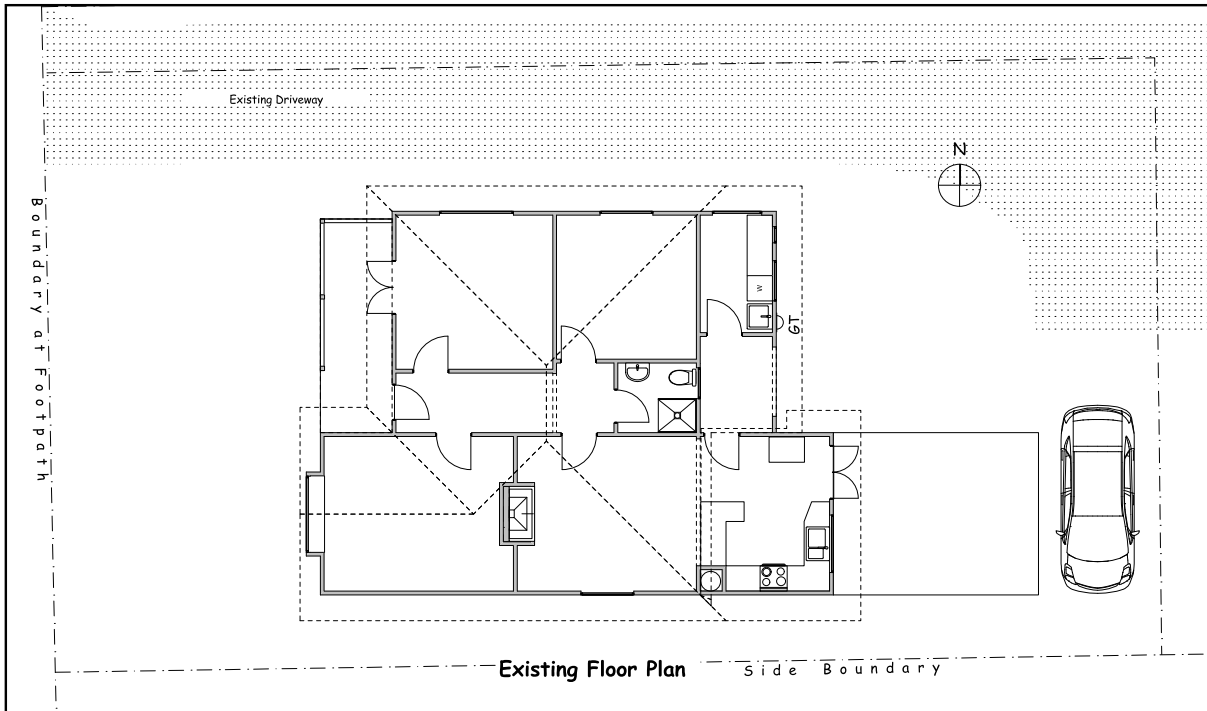 Existing Driveway
N
Boundary at Footpath
W
GT
Existing Floor Plan
Side Boundary